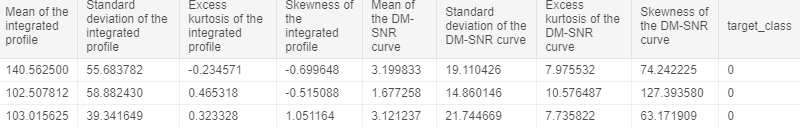 Mean of the integrated profile | Standard deviation of the integrated profile | Excess kurtosis of the integrated profile | Skewness of the integrated profile | Mean of the DM-SNR curve | Standard deviation of the DM-SNR curve | Excess kurtosis of the DM-SNR curve | Skewness of the DM-SNR curve | target_class
140.562500 55.683782 -0.234571 -0.699648 3.199833 19.110426 7.975532 74.242225 0
102.507812 58.882430 0.465318 -0.515088 1.677258 14.860146 10.576487 127.393580 0
103.015625 39.341649 0.323328 1.051164 3.121237 21.744669 7.735822 63.171909 0